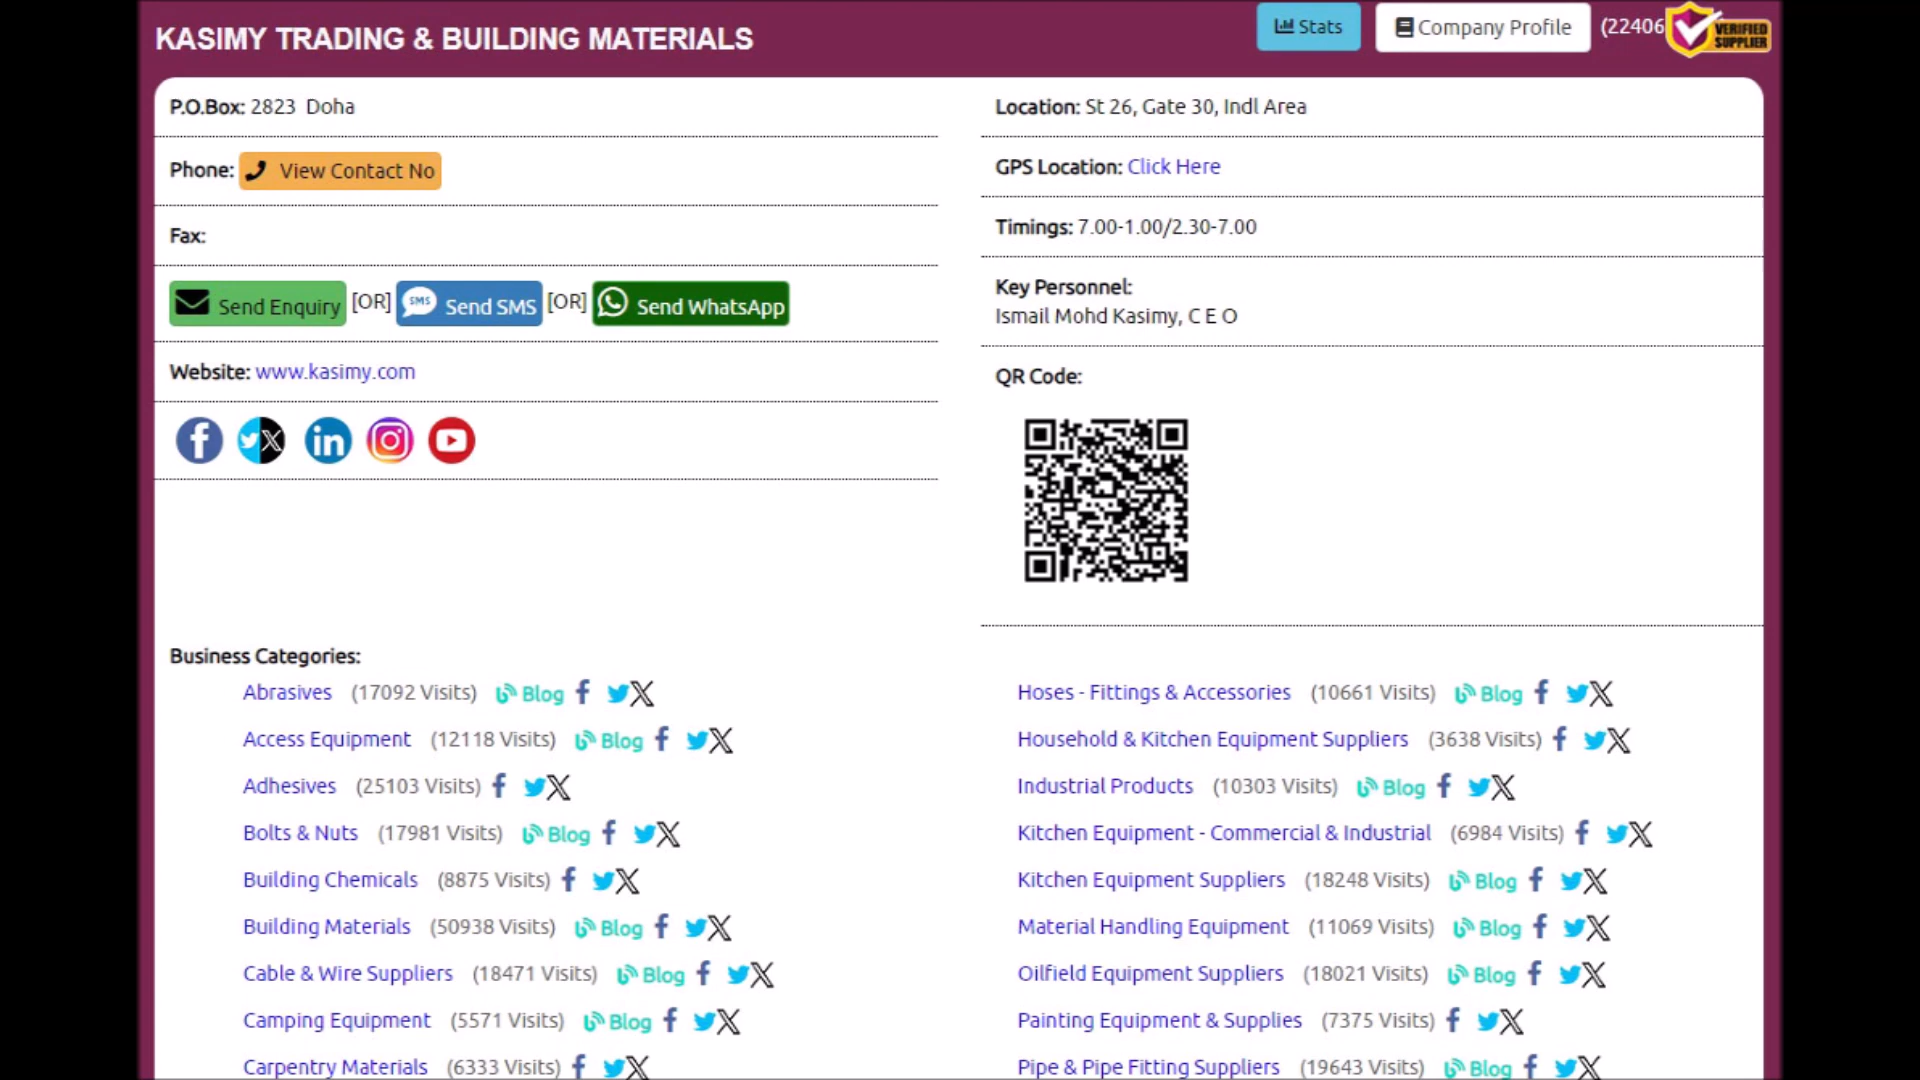 KASIMY TRADING & BUILDING MATERIALS
Stats
Company Profile
(22406
VERIFIED SUPPLIER
P.O.Box: 2823 Doha
Phone: View Contact No
Fax:
Send Enquiry [OR] SMS Send SMS [OR] Send WhatsApp
Website: www.kasimy.com
Location: St 26, Gate 30, Indl Area
GPS Location: Click Here
Timings: 7.00-1.00/2.30-7.00
Key Personnel:
Ismail Mohd Kasimy, C E O
QR Code:
Business Categories:
Abrasives (17092 Visits) Blog
Access Equipment (12118 Visits) Blog
Adhesives (25103 Visits)
Bolts & Nuts (17981 Visits) Blog
Building Chemicals (8875 Visits)
Building Materials (50938 Visits) Blog
Cable & Wire Suppliers (18471 Visits) Blog
Camping Equipment (5571 Visits) Blog
Carpentry Materials (6333 Visits)
Hoses - Fittings & Accessories (10661 Visits) Blog
Household & Kitchen Equipment Suppliers (3638 Visits)
Industrial Products (10303 Visits) Blog
Kitchen Equipment - Commercial & Industrial (6984 Visits)
Kitchen Equipment Suppliers (18248 Visits) Blog
Material Handling Equipment (11069 Visits) Blog
Oilfield Equipment Suppliers (18021 Visits) Blog
Painting Equipment & Supplies (7375 Visits)
Pipe & Pipe Fitting Suppliers (19643 Visits) Blog